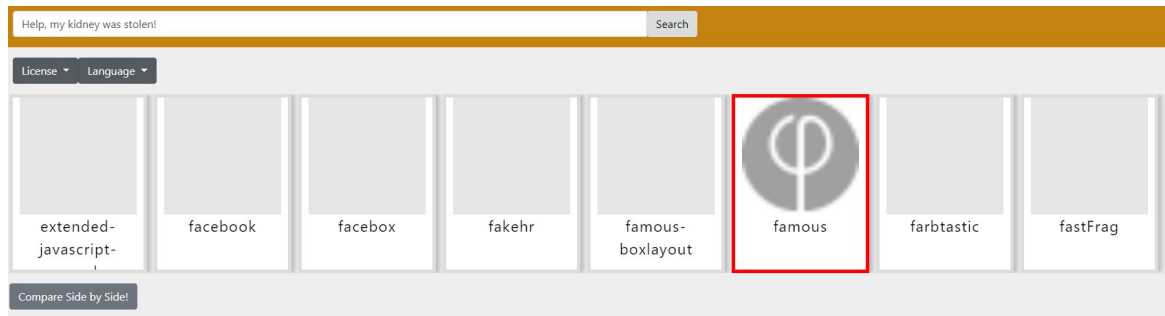 Help, my kidney was stolen!
Search
License
Language
extended-
javascript-
facebook
facebox
fakehr
famous-
boxlayout
famous
farbtastic
fastFrag
Compare Side by Side!